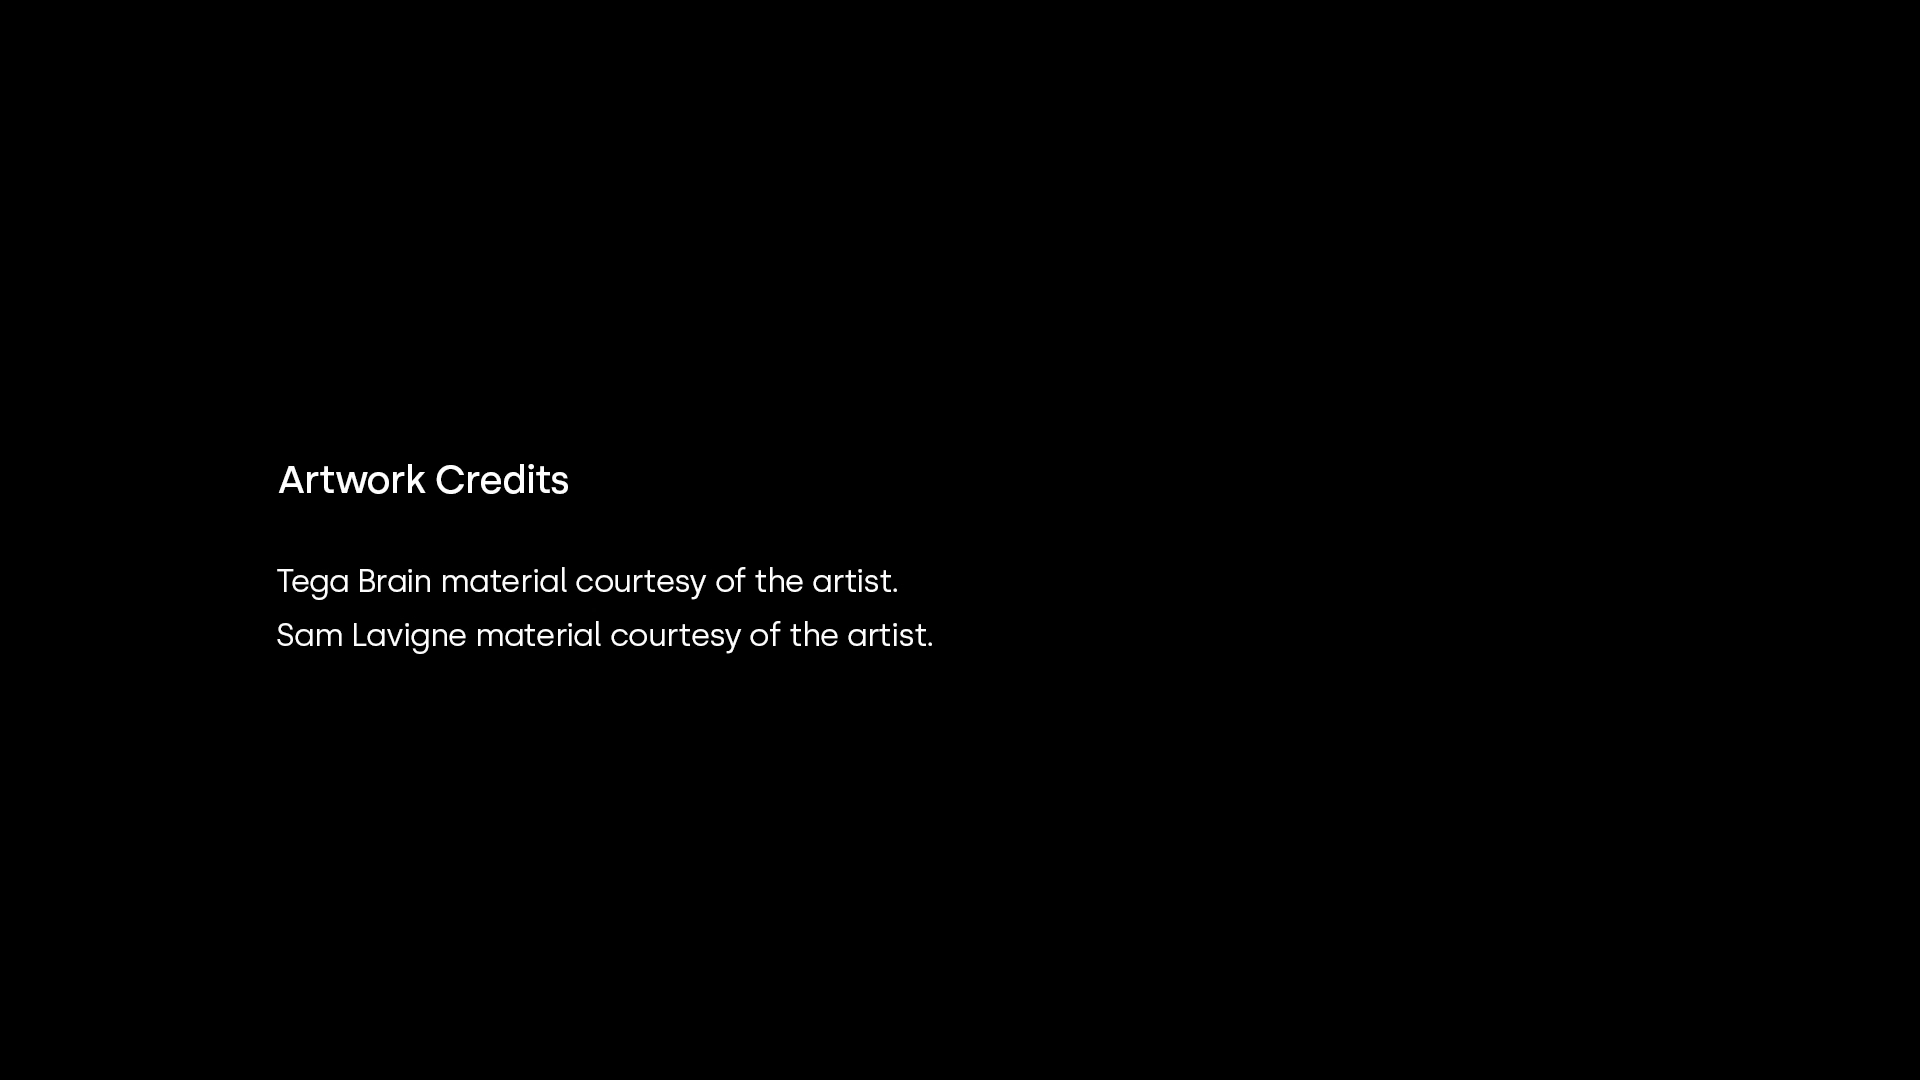 Artwork Credits
Tega Brain material courtesy of the artist.
Sam Lavigne material courtesy of the artist.